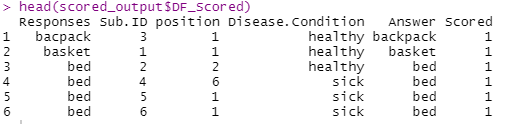 > head(scored_output$DF_Scored)
Responses Sub.ID position Disease.Condition Answer Scored
1 bacpack 3 1 healthy backpack 1
2 basket 1 1 healthy basket 1
3 bed 2 2 healthy bed 1
4 bed 4 6 sick bed 1
5 bed 5 1 sick bed 1
6 bed 6 1 sick bed 1